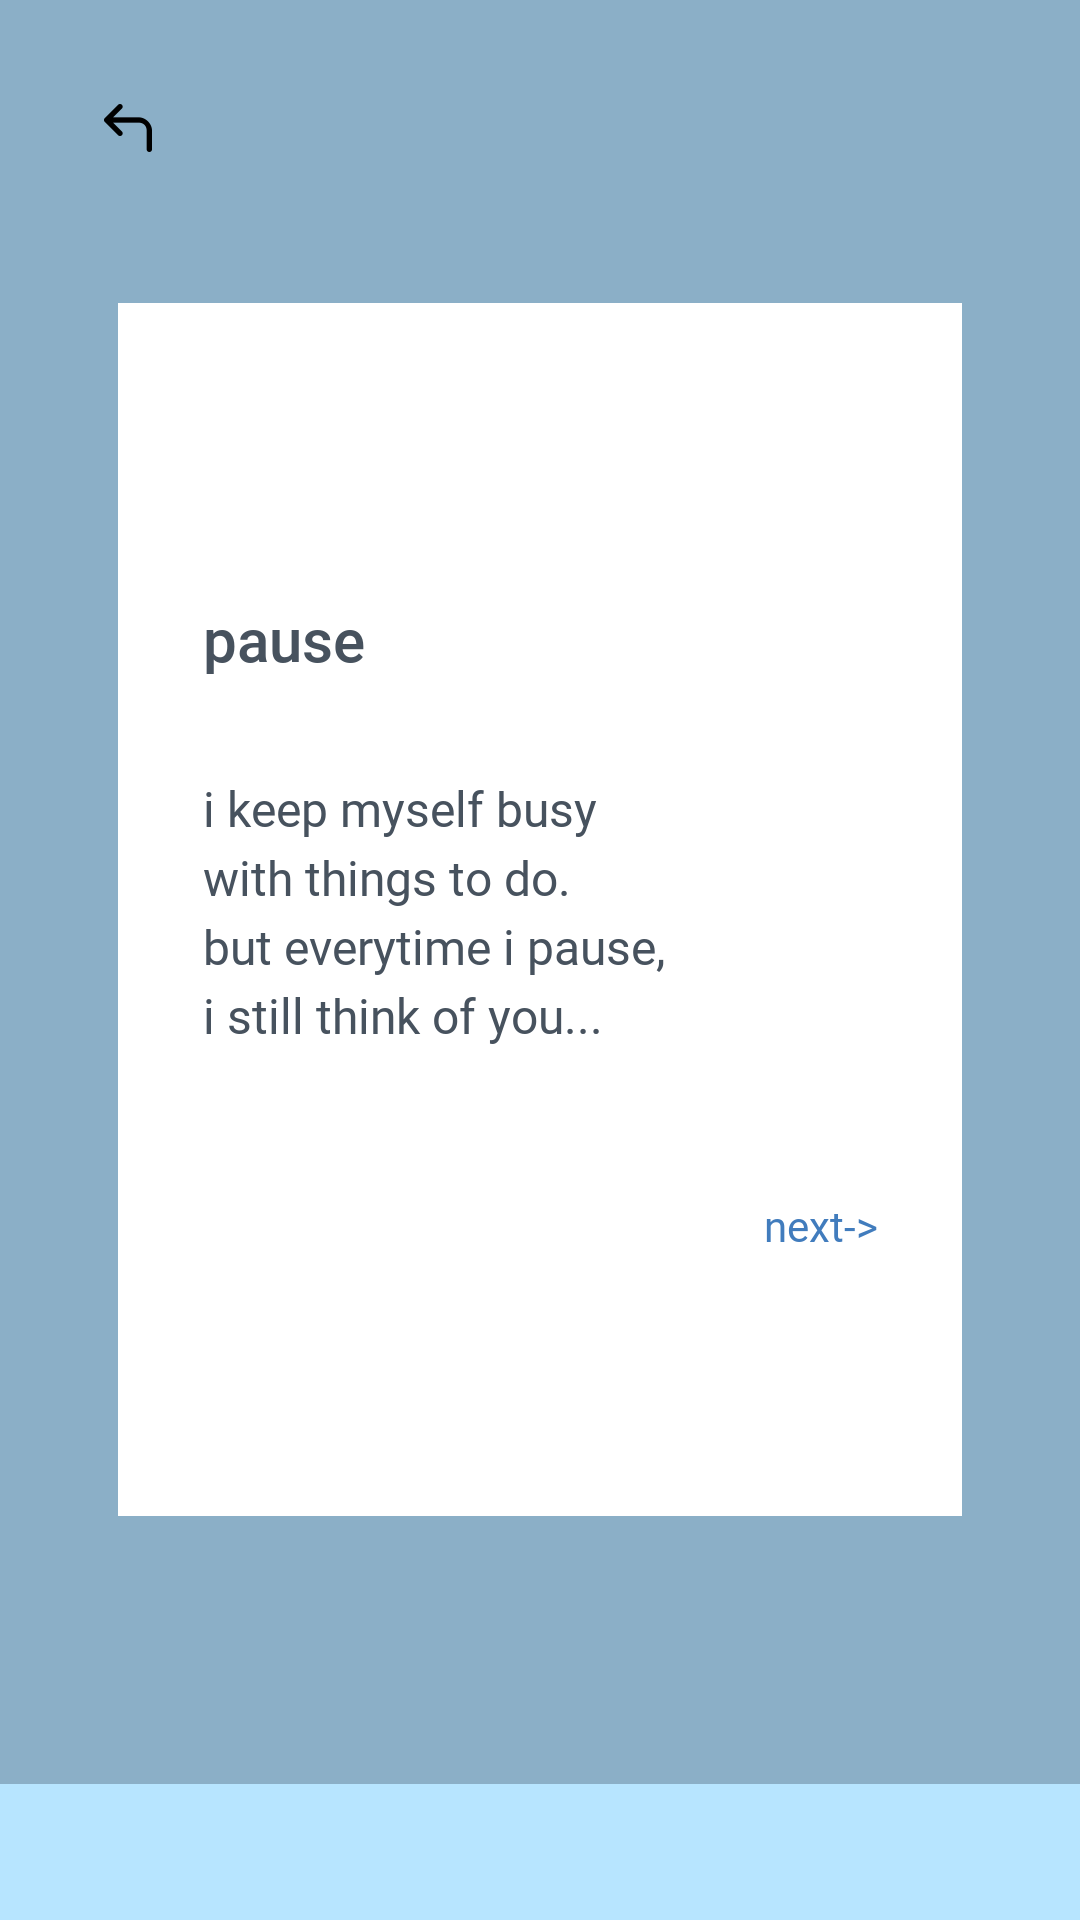 pause
i keep myself busy
with things to do.
but everytime i pause,
i still think of you...
next->